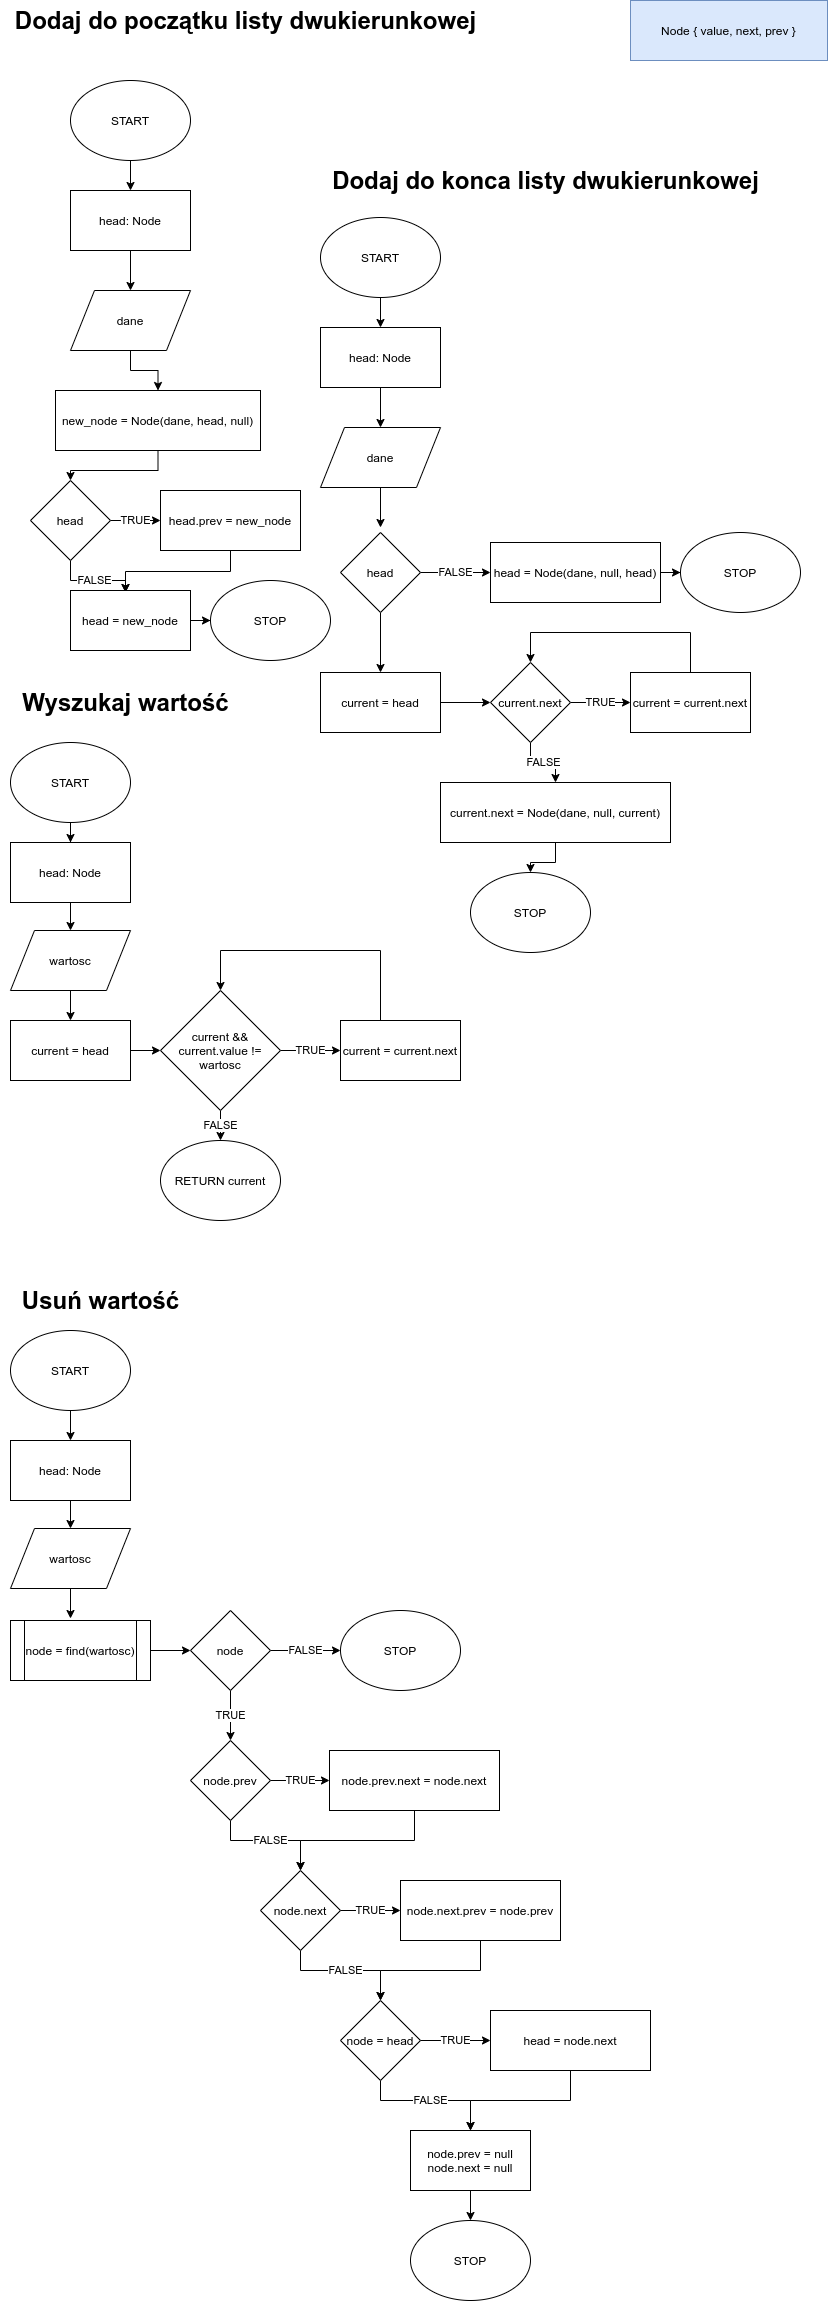 Dodaj do początku listy dwukierunkowej
Node { value, next, prev }
START
head: Node
dane
new_node = Node(dane, head, null)
head
TRUE
head.prev = new_node
FALSE
head = new_node
STOP
Dodaj do konca listy dwukierunkowej
START
head: Node
dane
head
FALSE
head = Node(dane, null, head)
STOP
current = head
current.next
TRUE
current = current.next
FALSE
current.next = Node(dane, null, current)
STOP
Wyszukaj wartość
START
head: Node
wartosc
current = head
current &&
current.value !=
wartosc
TRUE
current = current.next
FALSE
RETURN current
Usuń wartość
START
head: Node
wartosc
node = find(wartosc)
node
FALSE
STOP
TRUE
node.prev
TRUE
node.prev.next = node.next
FALSE
node.next
TRUE
node.next.prev = node.prev
FALSE
node = head
TRUE
head = node.next
FALSE
node.prev = null
node.next = null
STOP